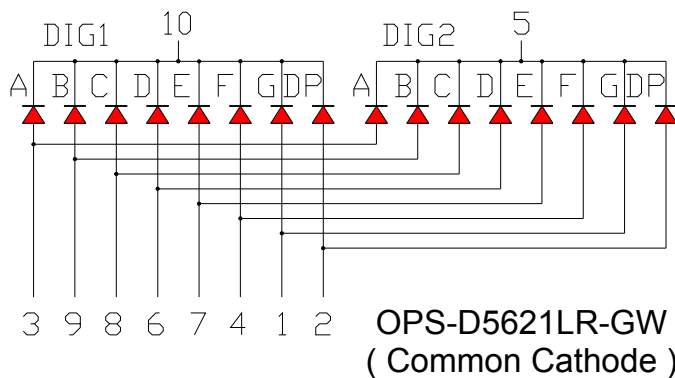 DIG1 10 DIG2 5
A B C D E F G DP A B C D E F G DP
3 9 8 6 7 4 1 2
OPS-D5621LR-GW
( Common Cathode )